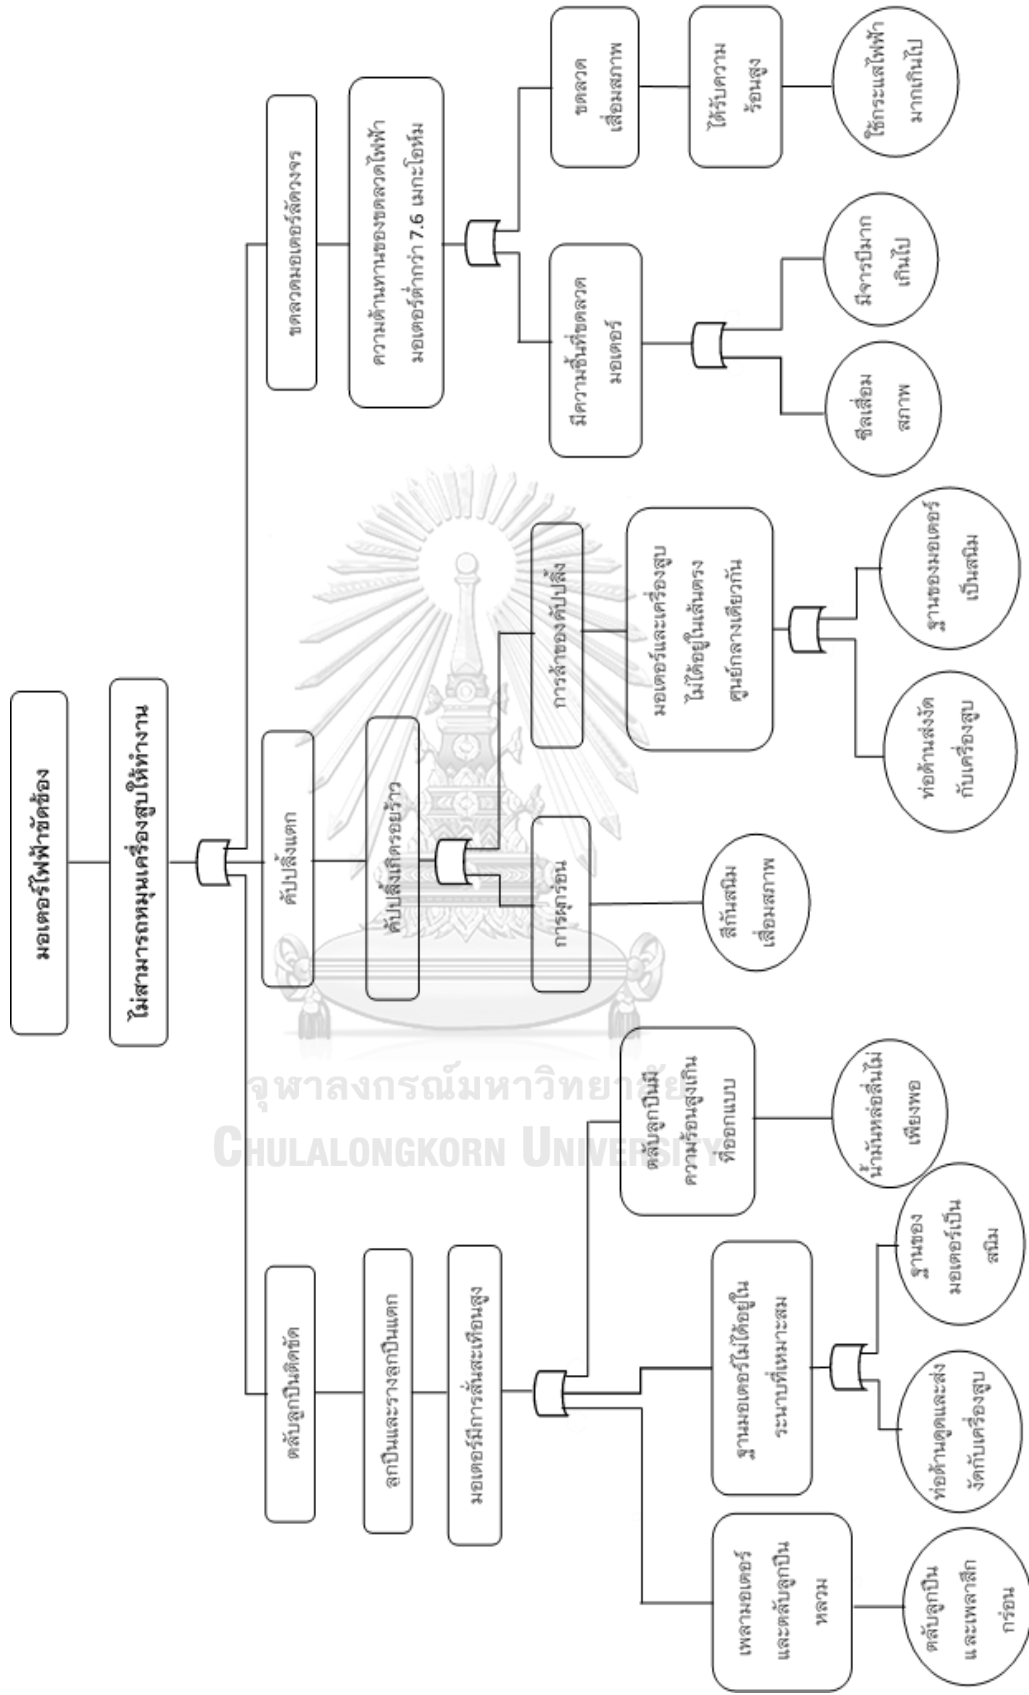 มอเตอร์ไฟฟ้าขัดข้อง
ไม่สามารถหมุนเครื่องสูบให้ทำงาน
ตลับลูกปืนติดขัด
คัปปลิ้งแตก
ขดลวดมอเตอร์ลัดวงจร
ลูกปืนและรางลูกปืนแตก
คัปปลิ้งเกิดรอยร้าว
ความต้านทานของขดลวดไฟฟ้า
มอเตอร์ต่ำกว่า 7.6 เมกะโอห์ม
มอเตอร์มีการสั่นสะเทือนสูง
การผุกร่อน
การล้าของคัปปลิ้ง
มีความชื้นที่ขดลวด
มอเตอร์
ขดลวด
เสื่อมสภาพ
เพลามอเตอร์
และตลับลูกปืน
หลวม
ฐานมอเตอร์ไม่ได้อยู่ใน
ระนาบที่เหมาะสม
ตลับลูกปืนมี
ความร้อนสูงเกิน
ที่ออกแบบ
สีกันสนิม
เสื่อมสภาพ
มอเตอร์และเครื่องสูบ
ไม่ได้อยู่ในเส้นตรง
ศูนย์กลางเดียวกัน
ได้รับความ
ร้อนสูง
ตลับลูกปืน
และเพลาสึก
กร่อน
ท่อด้านดูดและส่ง
งัดกับเครื่องสูบ
ฐานของ
มอเตอร์เป็น
สนิม
น้ำมันหล่อลื่นไม่
เพียงพอ
ท่อด้านส่งงัด
กับเครื่องสูบ
ฐานของมอเตอร์
เป็นสนิม
ซีลเสื่อม
สภาพ
มีจารบีมาก
เกินไป
ใช้กระแสไฟฟ้า
มากเกินไป
จุฬาลงกรณ์มหาวิทยาลัย
CHULALONGKORN UNIVERSITY